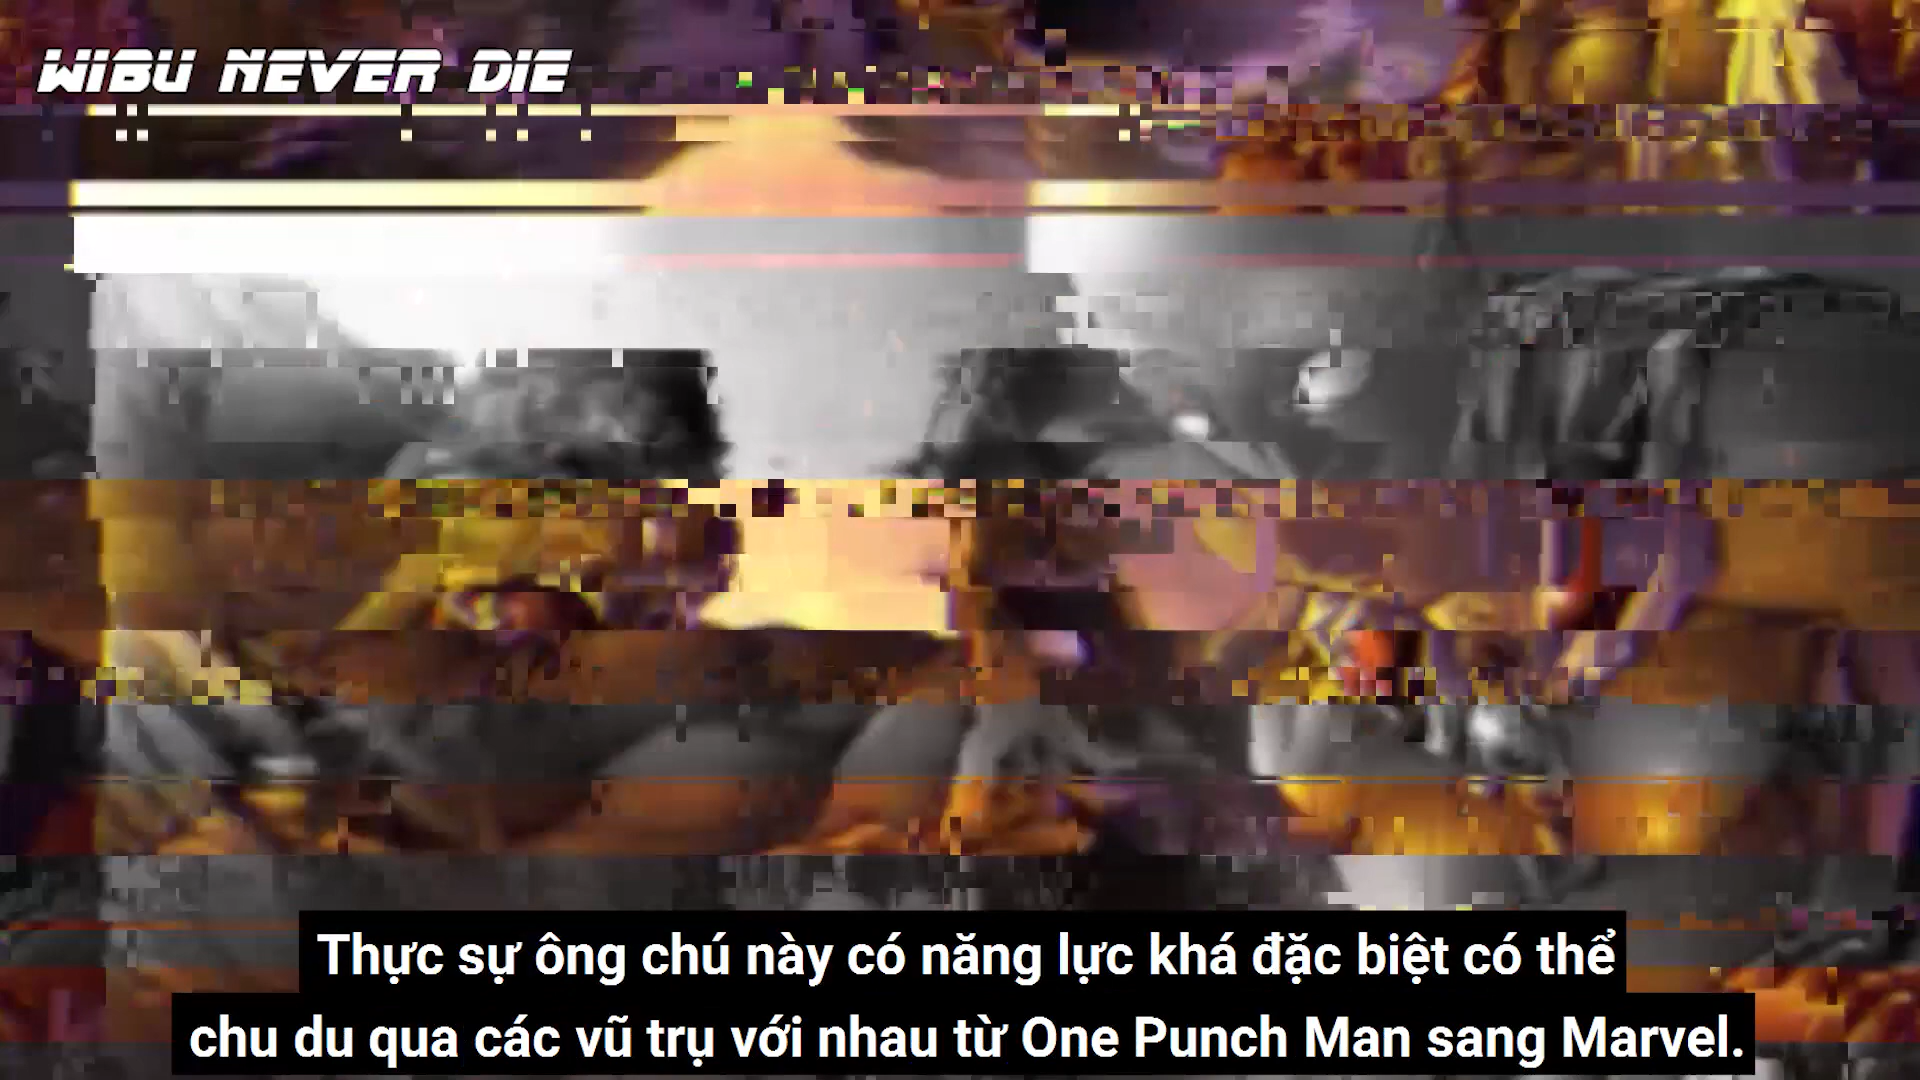 WIBU NEVER DIE
Thực sự ông chú này có năng lực khá đặc biệt có thể
chu du qua các vũ trụ với nhau từ One Punch Man sang Marvel.